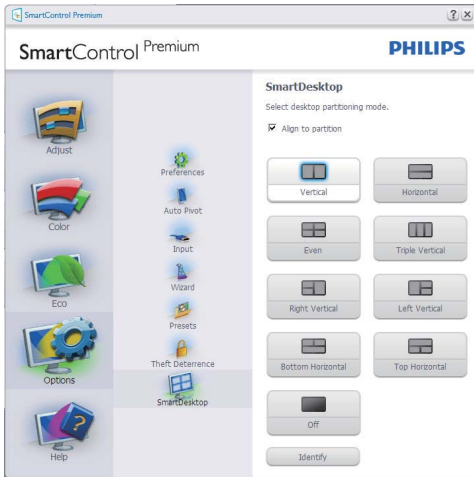 SmartControl Premium
SmartControl Premium
PHILIPS
Adjust
Color
Eco
Options
Help
Preferences
Auto Pivot
Input
Wizard
Presets
Theft Deterrence
SmartDesktop
SmartDesktop
Select desktop partitioning mode.
Align to partition
Vertical
Horizontal
Even
Triple Vertical
Right Vertical
Left Vertical
Bottom Horizontal
Top Horizontal
Off
Identify